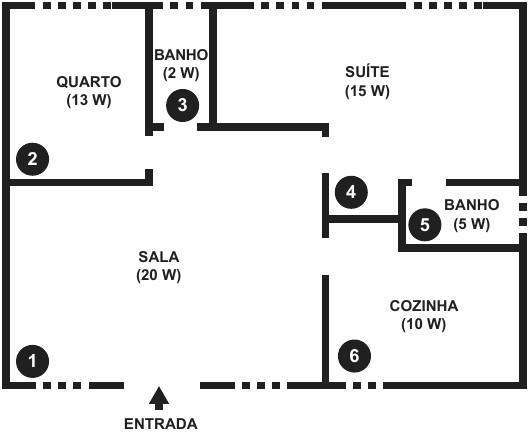 BANHO
(2 W)
QUARTO
(13 W)
SUÍTE
(15 W)
3
2
4
BANHO
(5 W)
5
SALA
(20 W)
COZINHA
(10 W)
1
6
ENTRADA